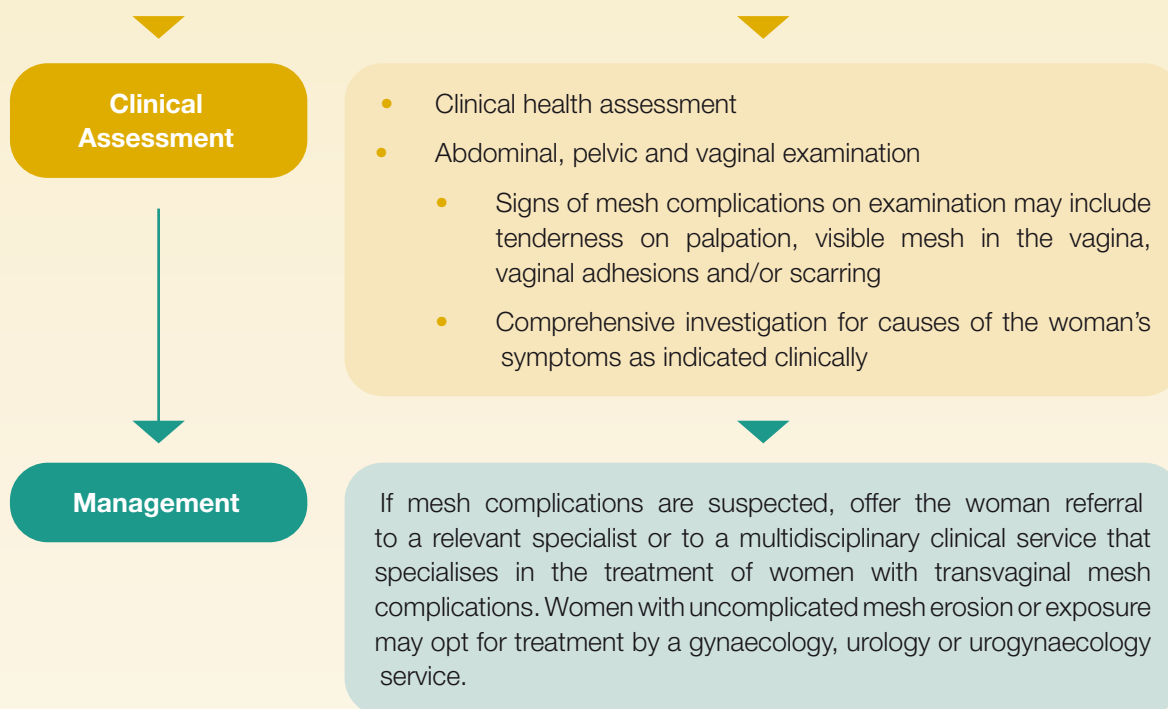 Clinical
Assessment
• Clinical health assessment
• Abdominal, pelvic and vaginal examination
• Signs of mesh complications on examination may include
tenderness on palpation, visible mesh in the vagina,
vaginal adhesions and/or scarring
• Comprehensive investigation for causes of the woman’s
symptoms as indicated clinically
Management
If mesh complications are suspected, offer the woman referral
to a relevant specialist or to a multidisciplinary clinical service that
specialises in the treatment of women with transvaginal mesh
complications. Women with uncomplicated mesh erosion or exposure
may opt for treatment by a gynaecology, urology or urogynaecology
service.